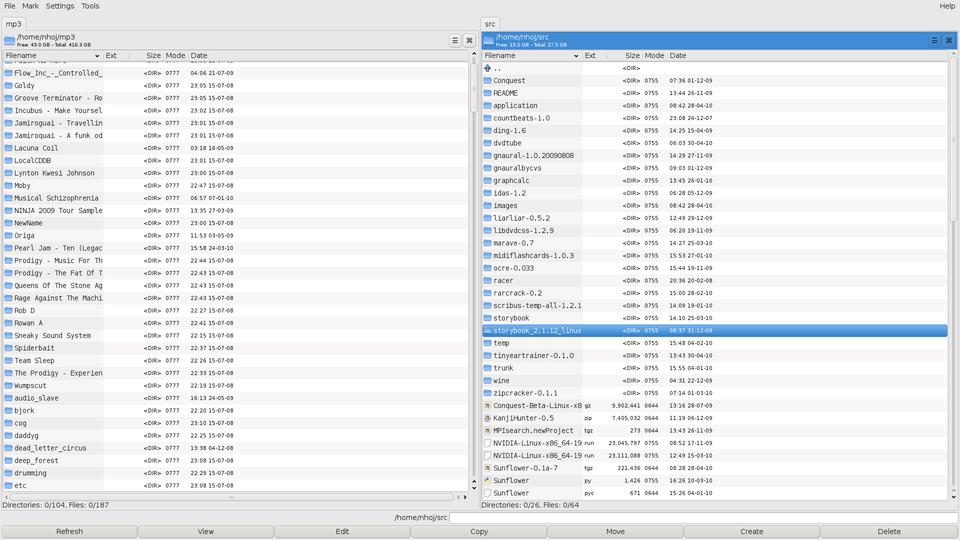 File Mark Settings Tools Help
mp3
/home/nhoj/mp3
Free: 43.0 GB - Total: 416.3 GB
Filename Ext Size Mode Date
Flow_Inc_-_Controlled_ <DIR> 0777 04:06 21-07-09
Goldy <DIR> 0777 23:05 15-07-08
Groove Terminator - Ro <DIR> 0777 23:05 15-07-08
Incubus - Make Yoursel <DIR> 0777 23:02 15-07-08
Jamiroquai - Travellin <DIR> 0777 23:01 15-07-08
Jamiroquai - A funk od <DIR> 0777 23:01 15-07-08
Lacuna Coil <DIR> 0777 03:18 16-05-09
LocalCDDB <DIR> 0777 23:01 15-07-08
Lynton Kwesi Johnson <DIR> 0777 23:00 15-07-08
Moby <DIR> 0777 22:47 15-07-08
Musical Schizophrenia <DIR> 0777 06:57 07-01-10
NINJA 2009 Tour Sample <DIR> 0777 13:35 27-03-09
NewName <DIR> 0777 23:00 15-07-08
Origa <DIR> 0777 11:53 03-05-09
Pearl Jam - Ten (Legac <DIR> 0777 15:58 24-03-10
Prodigy - Music For Th <DIR> 0777 22:44 15-07-08
Prodigy - The Fat Of T <DIR> 0777 22:43 15-07-08
Queens Of The Stone Ag <DIR> 0777 22:43 15-07-08
Rage Against The Machi <DIR> 0777 22:43 15-07-08
Rob D <DIR> 0777 22:27 15-07-08
Rowan A <DIR> 0777 22:41 15-07-08
Sneaky Sound System <DIR> 0777 22:15 15-07-08
Spiderbait <DIR> 0777 22:37 15-07-08
Team Sleep <DIR> 0777 22:26 15-07-08
The Prodigy - Experien <DIR> 0777 22:33 15-07-08
Wumpscut <DIR> 0777 22:19 15-07-08
audio_slave <DIR> 0777 16:13 24-05-09
bjork <DIR> 0777 22:20 15-07-08
cog <DIR> 0777 23:10 15-07-08
daddyg <DIR> 0777 22:25 15-07-08
dead_letter_circus <DIR> 0777 13:38 04-12-08
deep_forest <DIR> 0777 23:08 15-07-08
drumming <DIR> 0777 22:29 15-07-08
etc <DIR> 0777 23:08 15-07-08
Directories: 0/104, Files: 0/187
src
/home/nhoj/src
Free: 15.0 GB - Total: 27.5 GB
Filename Ext Size Mode Date
.. <DIR>
Conquest <DIR> 0755 07:36 01-12-09
README <DIR> 0755 13:44 26-11-09
application <DIR> 0755 08:42 28-04-10
countbeats-1.0 <DIR> 0755 23:08 24-12-07
ding-1.6 <DIR> 0755 14:25 15-04-09
dvdtube <DIR> 0755 06:03 30-04-10
gnaural-1.0.20090808 <DIR> 0755 14:29 27-11-09
gnauralbycvs <DIR> 0755 09:03 01-12-09
graphcalc <DIR> 0755 13:45 26-01-10
idas-1.2 <DIR> 0755 06:28 05-12-09
images <DIR> 0755 08:42 28-04-10
liarliar-0.5.2 <DIR> 0755 12:49 29-12-09
libdvdcss-1.2.9 <DIR> 0755 06:20 19-11-09
marave-0.7 <DIR> 0755 14:27 25-03-10
midiflashcards-1.0.3 <DIR> 0755 15:53 27-01-10
ocre-0.033 <DIR> 0755 15:44 19-11-09
racer <DIR> 0755 20:36 20-02-08
rarcrack-0.2 <DIR> 0755 15:00 28-02-10
scribus-temp-all-1.2.1 <DIR> 0755 14:09 19-01-10
storybook <DIR> 0755 14:10 25-03-10
storybook_2.1.12_linux <DIR> 0755 08:37 31-12-09
temp <DIR> 0755 15:48 04-02-10
tinyeartrainer-0.1.0 <DIR> 0755 13:43 30-04-10
trunk <DIR> 0755 15:55 04-01-10
wine <DIR> 0755 04:31 22-12-09
zipcracker-0.1.1 <DIR> 0755 07:14 01-03-10
Conquest-Beta-Linux-x8 gz 9,902,441 0644 13:16 28-07-09
KanjiHunter-0.5 zip 7,405,032 0644 11:19 06-12-09
MPIsearch.newProject tgz 273 0644 13:43 26-04-10
NVIDIA-Linux-x86_64-19 run 23,045,797 0755 08:52 17-11-09
NVIDIA-Linux-x86_64-19 run 23,111,088 0755 12:49 15-03-10
Sunflower-0.1a-7 tgz 221,436 0644 08:28 28-04-10
Sunflower py 1,426 0755 15:26 16-03-10
Sunflower pyc 671 0644 15:26 04-01-10
Directories: 0/26, Files: 0/64
/home/nhoj/src
Refresh View Edit Copy Move Create Delete